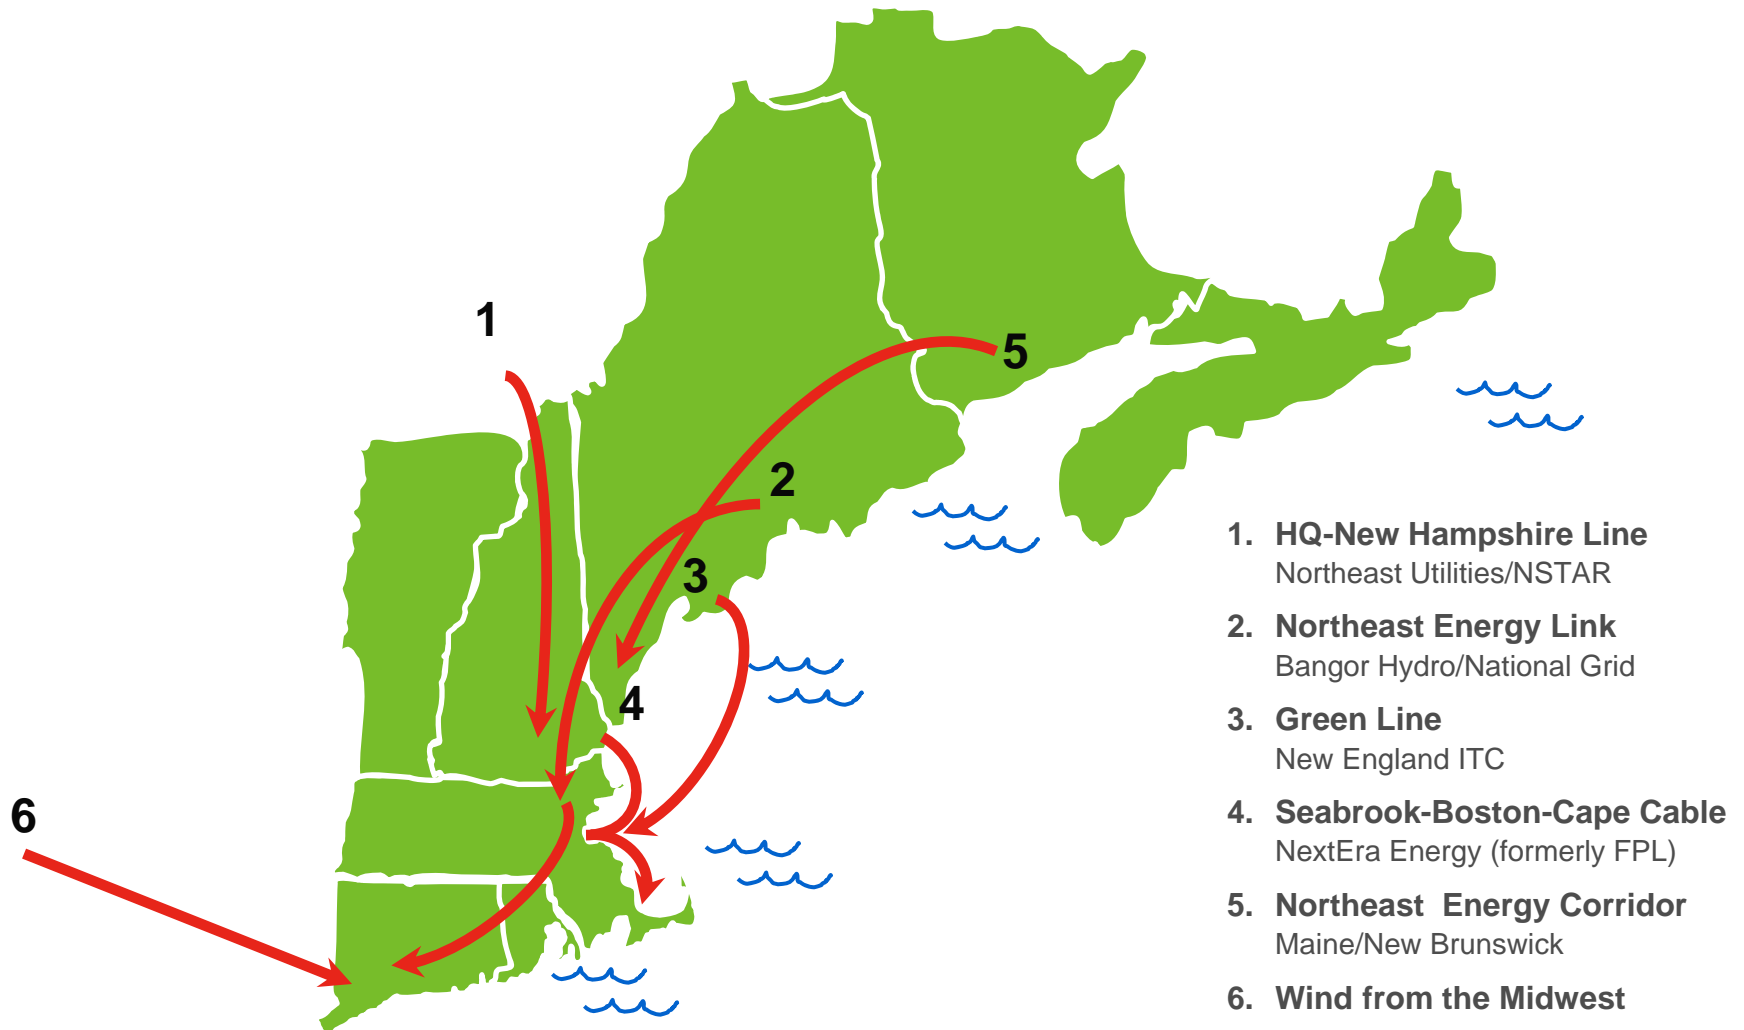 1
5
2
3
4
6
1. HQ-New Hampshire Line
Northeast Utilities/NSTAR
2. Northeast Energy Link
Bangor Hydro/National Grid
3. Green Line
New England ITC
4. Seabrook-Boston-Cape Cable
NextEra Energy (formerly FPL)
5. Northeast Energy Corridor
Maine/New Brunswick
6. Wind from the Midwest